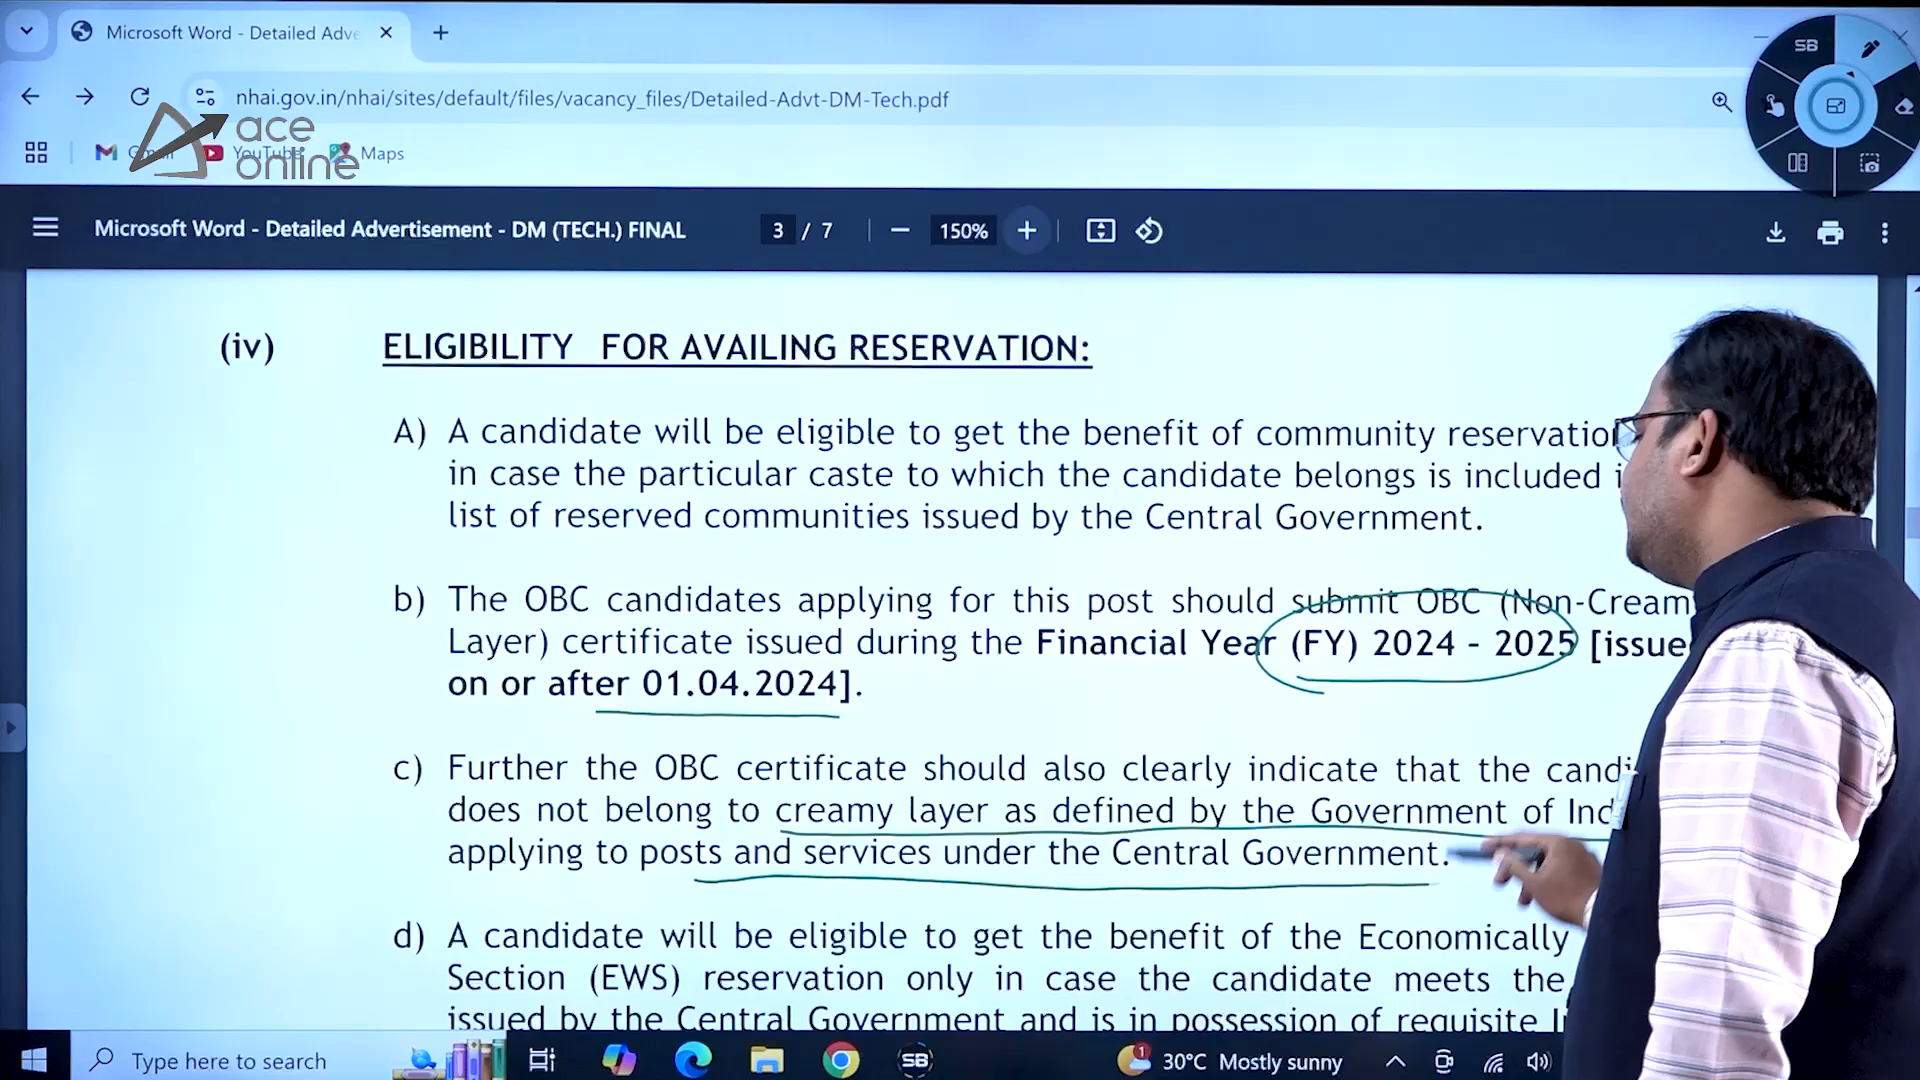 Microsoft Word - Detailed Adve
SB
nhai.gov.in/nhai/sites/default/files/vacancy_files/Detailed-Advt-DM-Tech.pdf
ace
online
Gmail
YouTube
Maps
Microsoft Word - Detailed Advertisement - DM (TECH.) FINAL
3 / 7
150%
(iv) ELIGIBILITY FOR AVAILING RESERVATION:
A) A candidate will be eligible to get the benefit of community reservation
in case the particular caste to which the candidate belongs is included i
list of reserved communities issued by the Central Government.
b) The OBC candidates applying for this post should submit OBC (Non-Cream
Layer) certificate issued during the Financial Year (FY) 2024 - 2025 [issue
on or after 01.04.2024].
c) Further the OBC certificate should also clearly indicate that the candi
does not belong to creamy layer as defined by the Government of Ind
applying to posts and services under the Central Government.
d) A candidate will be eligible to get the benefit of the Economically
Section (EWS) reservation only in case the candidate meets the
issued by the Central Government and is in possession of requisite I
Type here to search
SB
1
30°C Mostly sunny